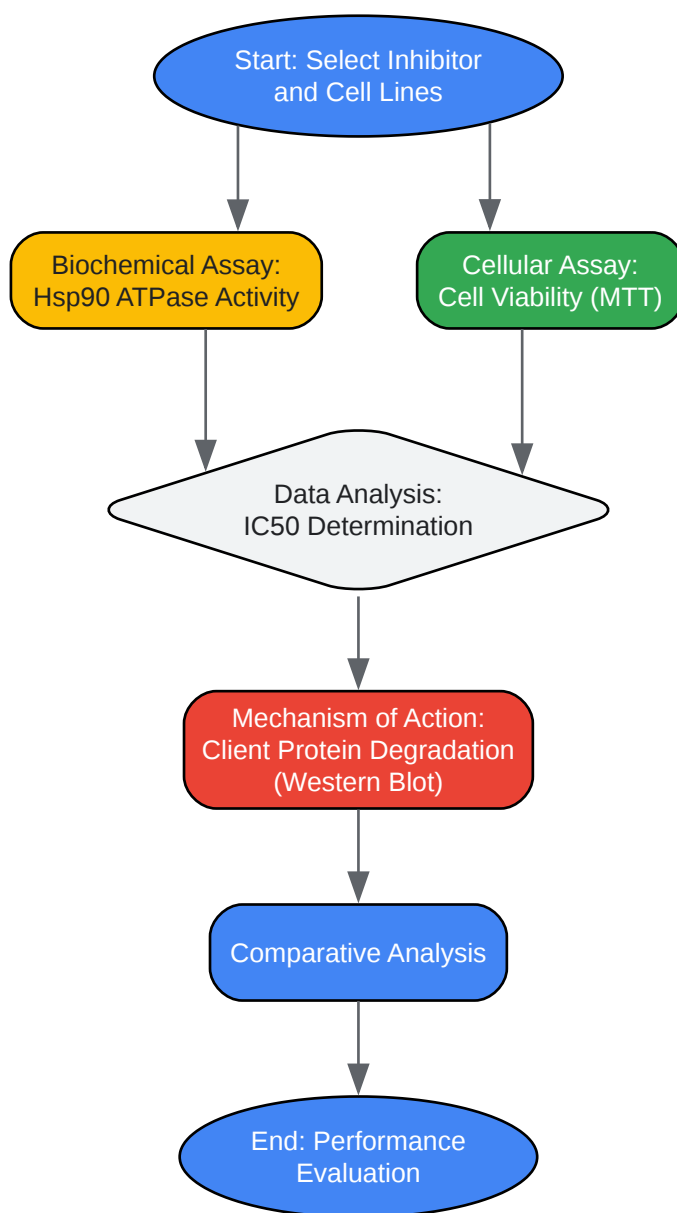 Start: Select Inhibitor
and Cell Lines
Biochemical Assay:
Hsp90 ATPase Activity
Cellular Assay:
Cell Viability (MTT)
Data Analysis:
IC50 Determination
Mechanism of Action:
Client Protein Degradation
(Western Blot)
Comparative Analysis
End: Performance
Evaluation